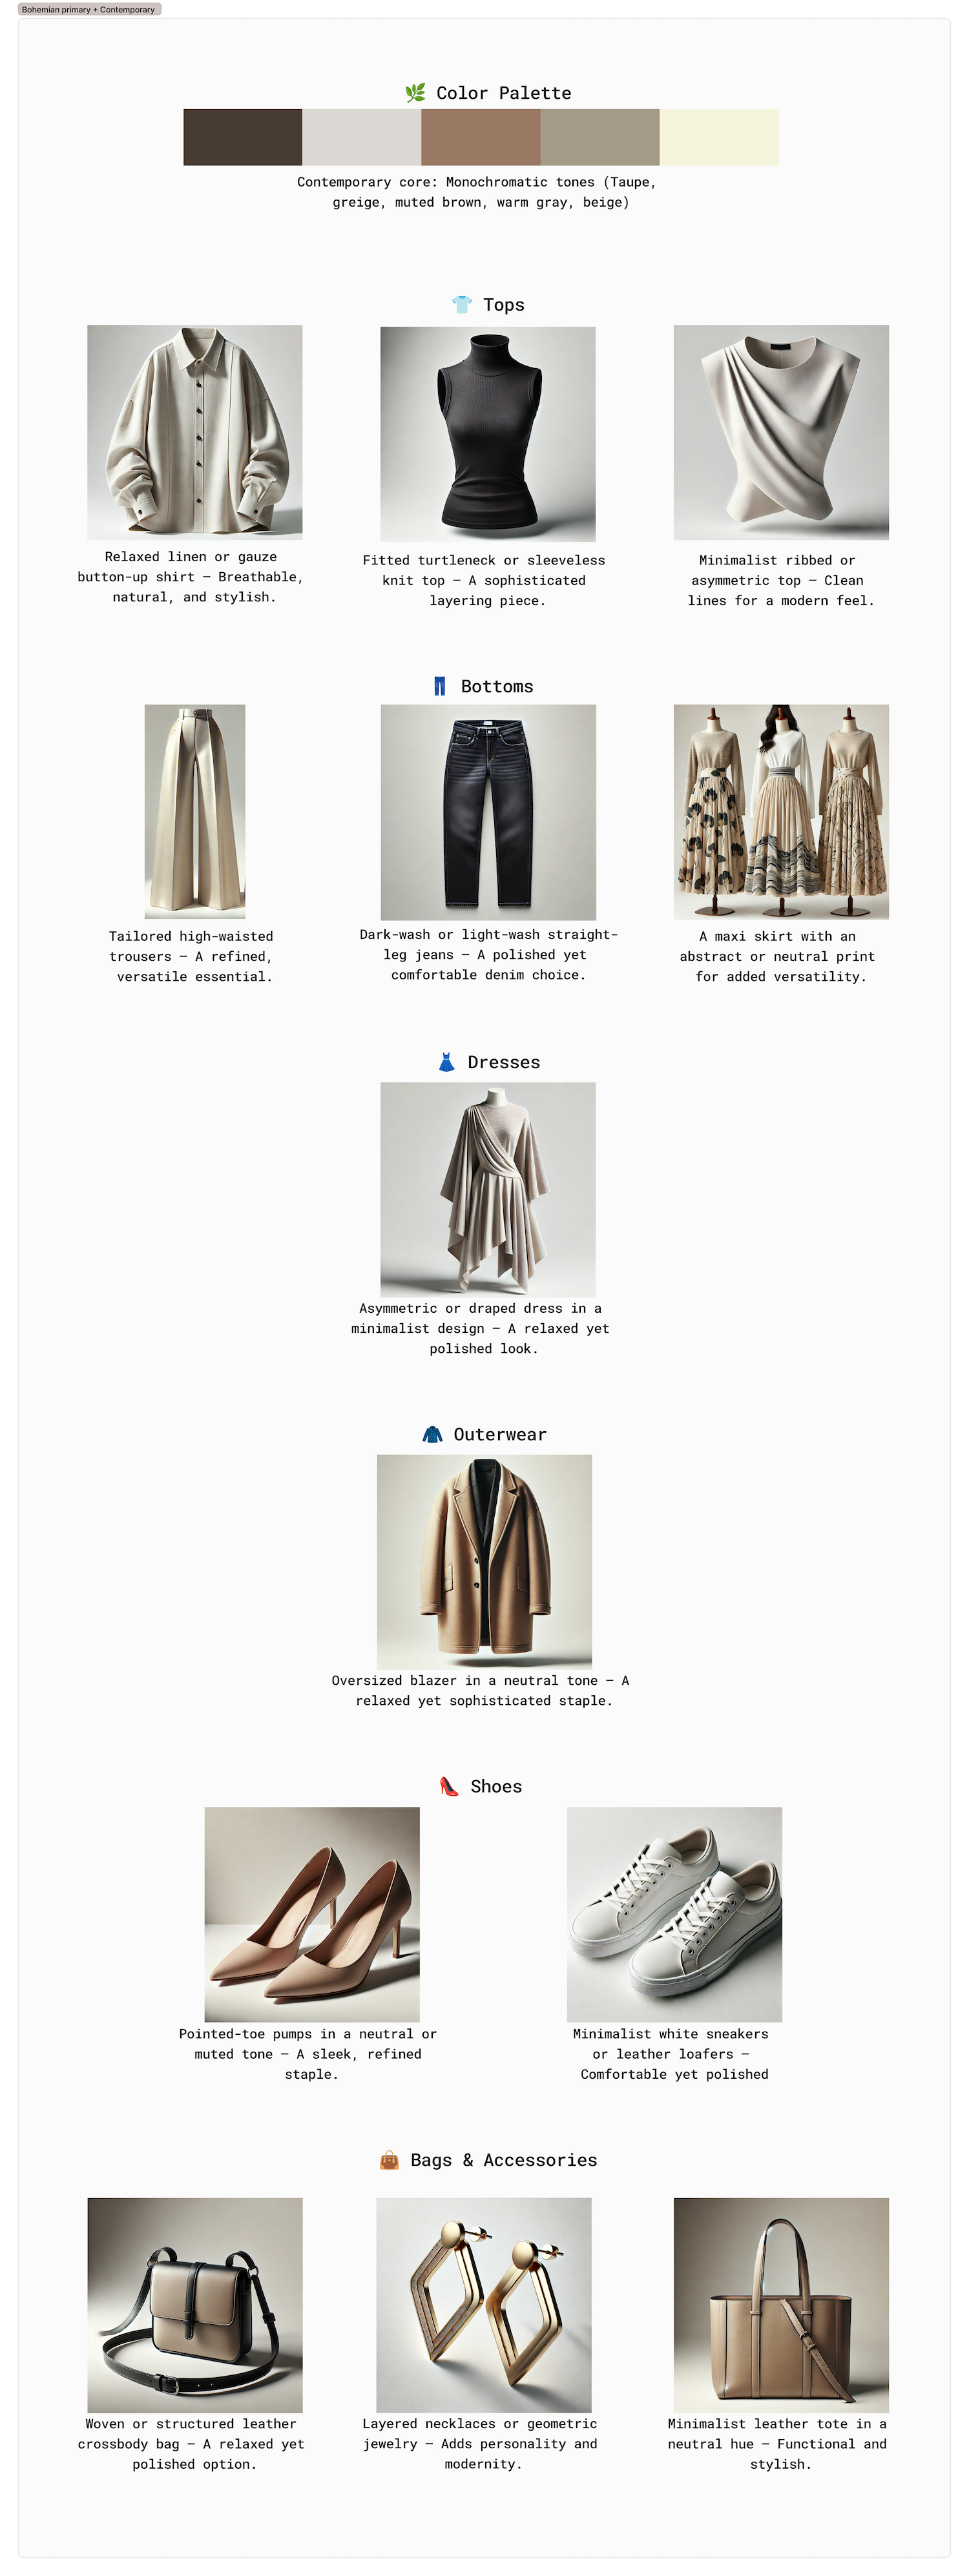 Bohemian primary + Contemporary
🌿 Color Palette
Contemporary core: Monochromatic tones (Taupe,
greige, muted brown, warm gray, beige)
👕 Tops
Relaxed linen or gauze
button-up shirt – Breathable,
natural, and stylish.
Fitted turtleneck or sleeveless
knit top – A sophisticated
layering piece.
Minimalist ribbed or
asymmetric top – Clean
lines for a modern feel.
👖 Bottoms
Tailored high-waisted
trousers – A refined,
versatile essential.
Dark-wash or light-wash straight-
leg jeans – A polished yet
comfortable denim choice.
A maxi skirt with an
abstract or neutral print
for added versatility.
👗 Dresses
Asymmetric or draped dress in a
minimalist design – A relaxed yet
polished look.
🧥 Outerwear
Oversized blazer in a neutral tone – A
relaxed yet sophisticated staple.
👠 Shoes
Pointed-toe pumps in a neutral or
muted tone – A sleek, refined
staple.
Minimalist white sneakers
or leather loafers –
Comfortable yet polished
👜 Bags & Accessories
Woven or structured leather
crossbody bag – A relaxed yet
polished option.
Layered necklaces or geometric
jewelry – Adds personality and
modernity.
Minimalist leather tote in a
neutral hue – Functional and
stylish.